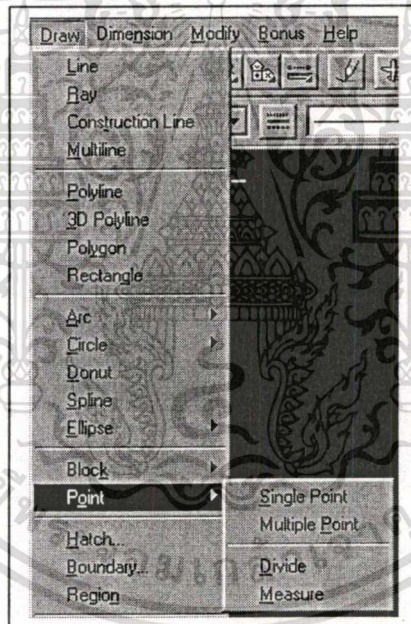 Draw Dimension Modify Bonus Help
Line
Ray
Construction Line
Multiline
Polyline
3D Polyline
Polygon
Rectangle
Arc
Circle
Donut
Spline
Ellipse
Block
Point
Single Point
Multiple Point
Hatch...
Boundary...
Divide
Region
Measure